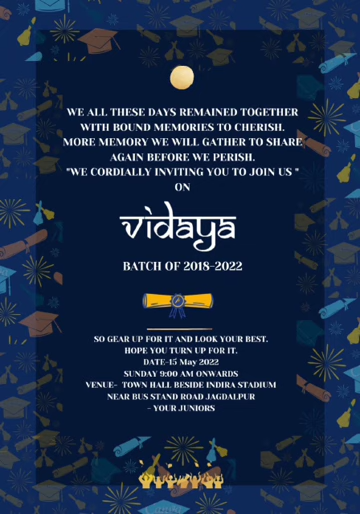 WE ALL THESE DAYS REMAINED TOGETHER
WITH BOUND MEMORIES TO CHERISH.
MORE MEMORY WE WILL GATHER TO SHARE
AGAIN BEFORE WE PERISH.
"WE CORDIALLY INVITING YOU TO JOIN US "
ON
vidaya
BATCH OF 2018-2022
SO GEAR UP FOR IT AND LOOK YOUR BEST.
HOPE YOU TURN UP FOR IT.
DATE-15 May 2022
SUNDAY 9:00 AM ONWARDS
VENUE- TOWN HALL BESIDE INDIRA STADIUM
NEAR BUS STAND ROAD JAGDALPUR
- YOUR JUNIORS